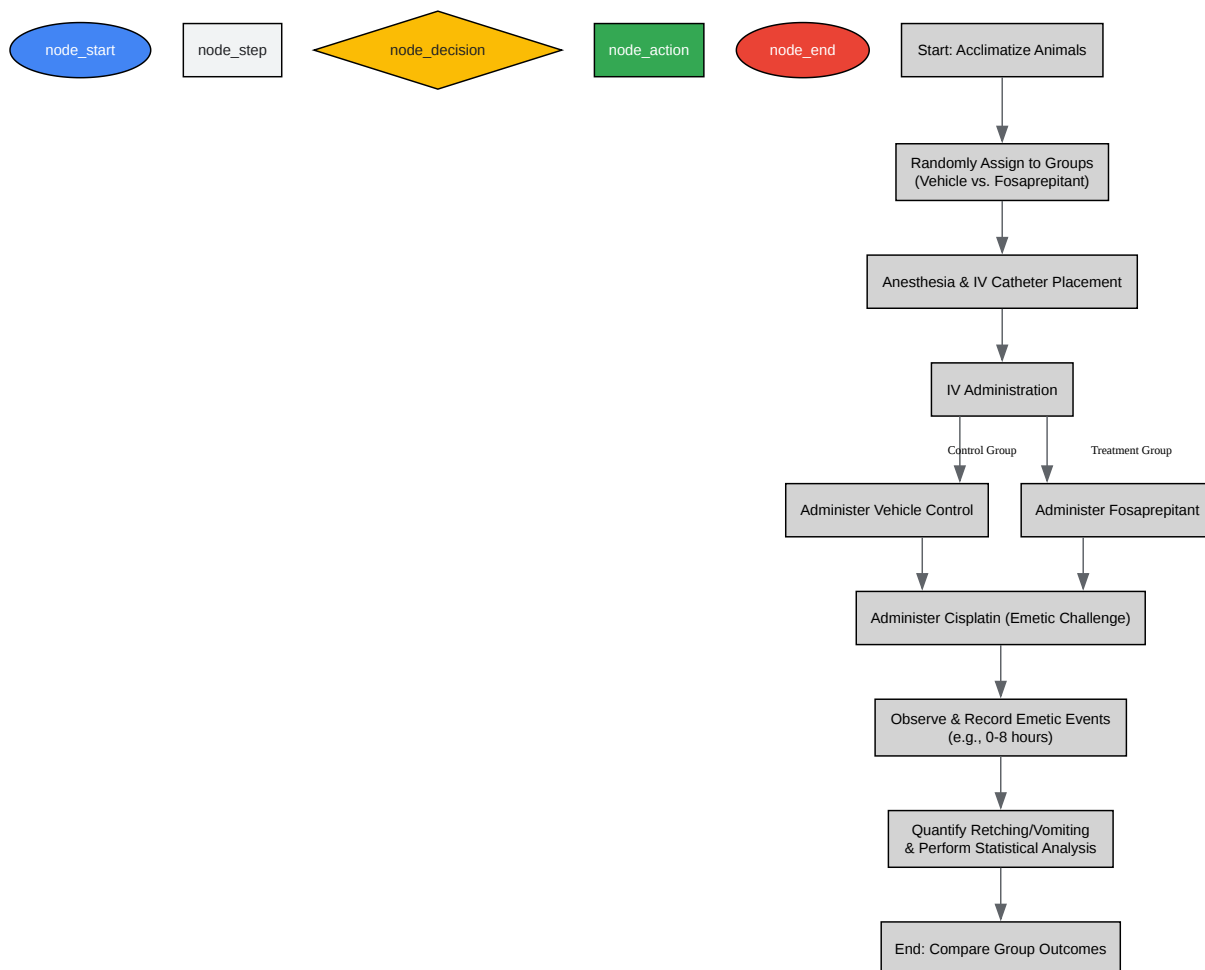 node_start
node_step
node_decision
node_action
node_end
Start: Acclimatize Animals
Randomly Assign to Groups
(Vehicle vs. Fosaprepitant)
Anesthesia & IV Catheter Placement
IV Administration
Control Group
Treatment Group
Administer Vehicle Control
Administer Fosaprepitant
Administer Cisplatin (Emetic Challenge)
Observe & Record Emetic Events
(e.g., 0-8 hours)
Quantify Retching/Vomiting
& Perform Statistical Analysis
End: Compare Group Outcomes